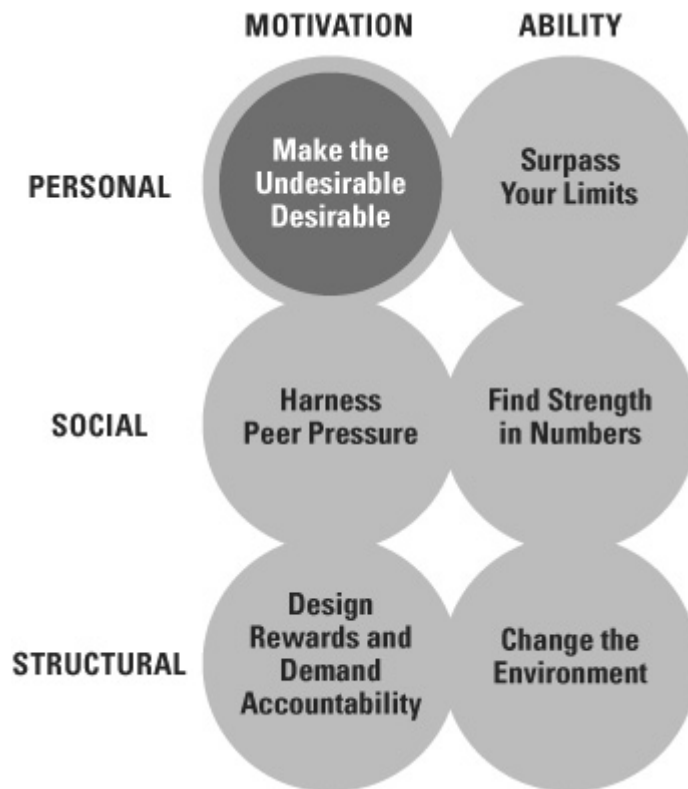 MOTIVATION ABILITY
PERSONAL
Make the
Undesirable
Desirable
Surpass
Your Limits
SOCIAL
Harness
Peer Pressure
Find Strength
in Numbers
STRUCTURAL
Design
Rewards and
Demand
Accountability
Change the
Environment